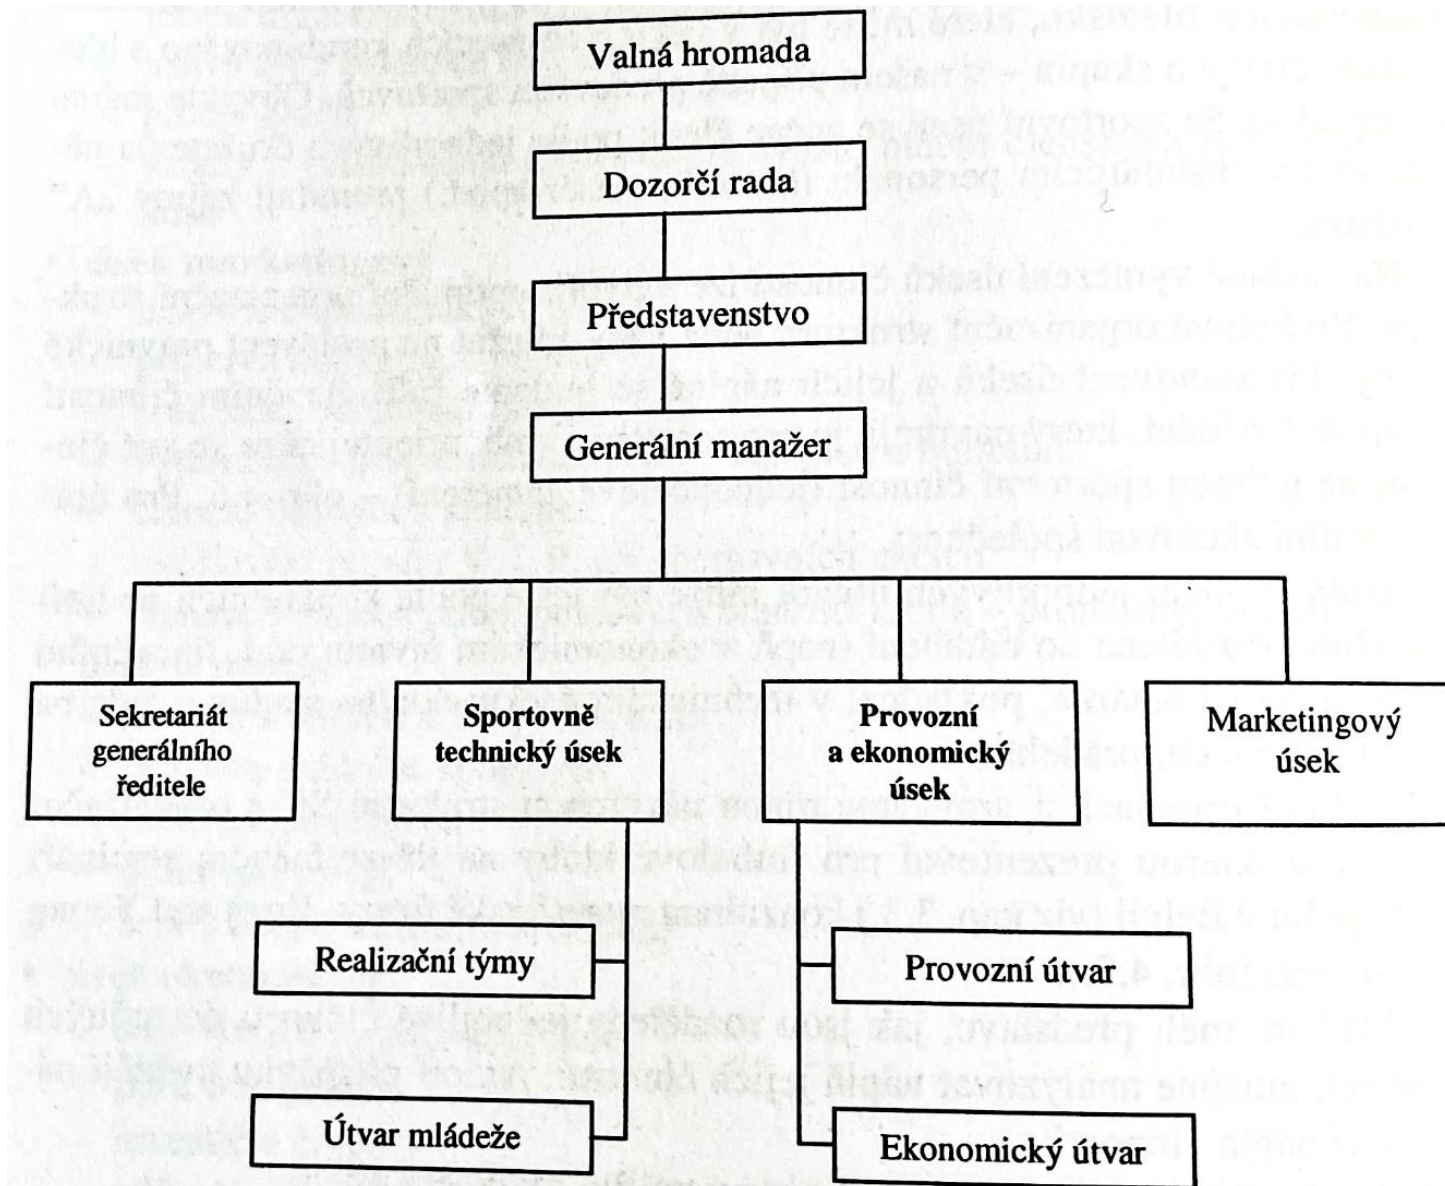 Valná hromada
Dozorčí rada
Představenstvo
Generální manažer
Sekretariát
generálního
ředitele
Sportovně
technický úsek
Provozní
a ekonomický
úsek
Marketingový
úsek
Realizační týmy
Provozní útvar
Útvar mládeže
Ekonomický útvar